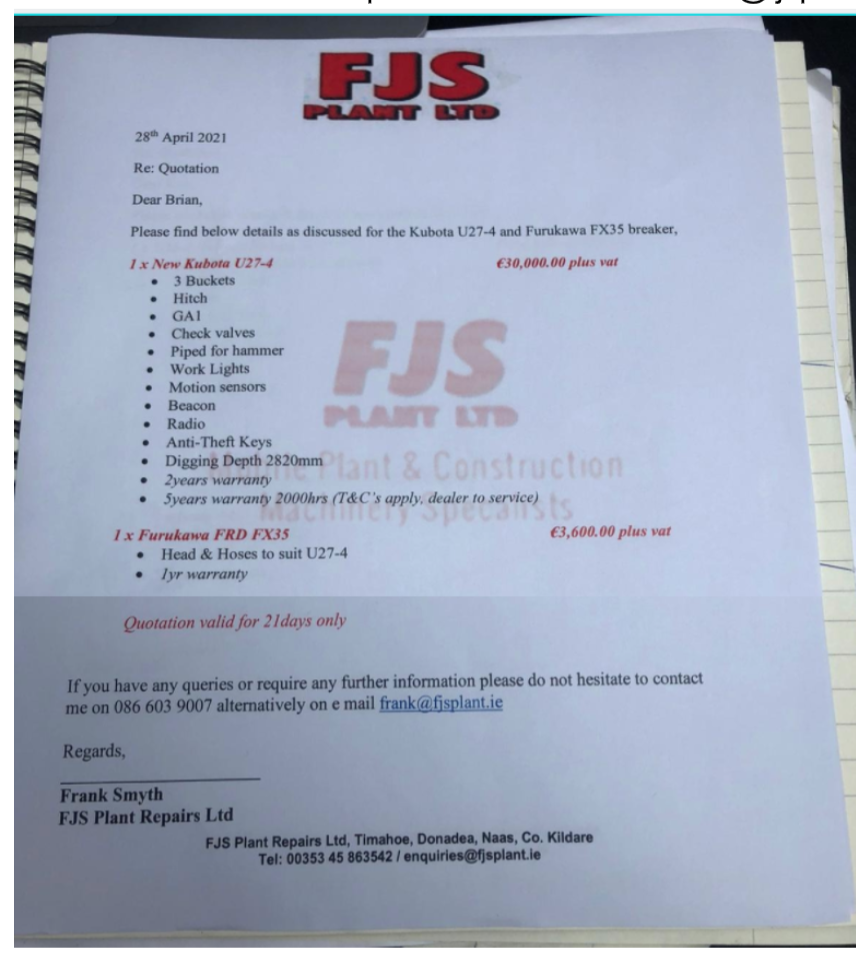 FJS
PLANT LTD
28th April 2021
Re: Quotation
Dear Brian,
Please find below details as discussed for the Kubota U27-4 and Furukawa FX35 breaker,
1 x New Kubota U27-4 €30,000.00 plus vat
• 3 Buckets
• Hitch
• GA1
• Check valves
• Piped for hammer
• Work Lights
• Motion sensors
• Beacon
• Radio
• Anti-Theft Keys
• Digging Depth 2820mm
• 2years warranty
• 5years warranty 2000hrs (T&C's apply, dealer to service)
FJS
PLANT LTD
Plant & Construction
Machinery Specalists
1 x Furukawa FRD FX35 €3,600.00 plus vat
• Head & Hoses to suit U27-4
• 1yr warranty
Quotation valid for 21days only
If you have any queries or require any further information please do not hesitate to contact
me on 086 603 9007 alternatively on e mail frank@fjsplant.ie
Regards,
Frank Smyth
FJS Plant Repairs Ltd
FJS Plant Repairs Ltd, Timahoe, Donadea, Naas, Co. Kildare
Tel: 00353 45 863542 / enquiries@fjsplant.ie